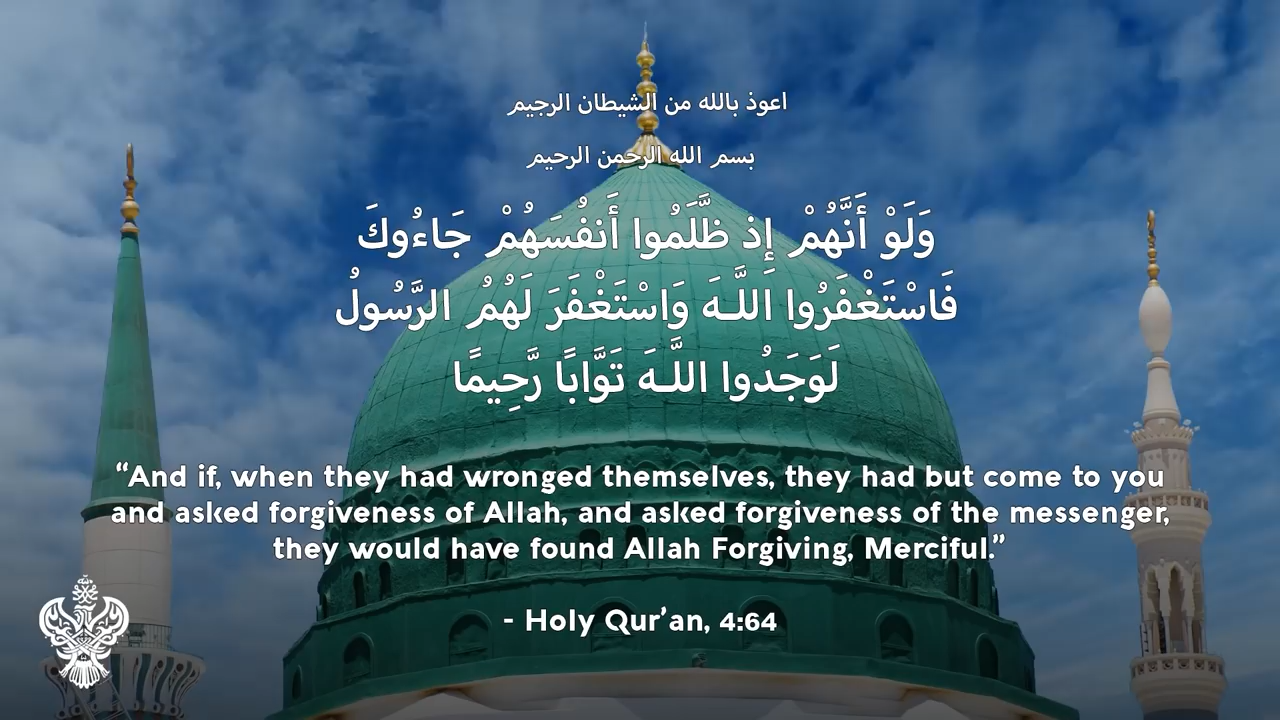 اعوذ بالله من الشيطان الرجيم
بسم الله الرحمن الرحيم
وَلَوْ أَنَّهُمْ إِذ ظَّلَمُوا أَنفُسَهُمْ جَاءُوكَ
فَاسْتَغْفَرُوا اللَّـهَ وَاسْتَغْفَرَ لَهُمُ الرَّسُولُ
لَوَجَدُوا اللَّـهَ تَوَّابًا رَّحِيمًا
“And if, when they had wronged themselves, they had but come to you
and asked forgiveness of Allah, and asked forgiveness of the messenger,
they would have found Allah Forgiving, Merciful.”
- Holy Qur’an, 4:64